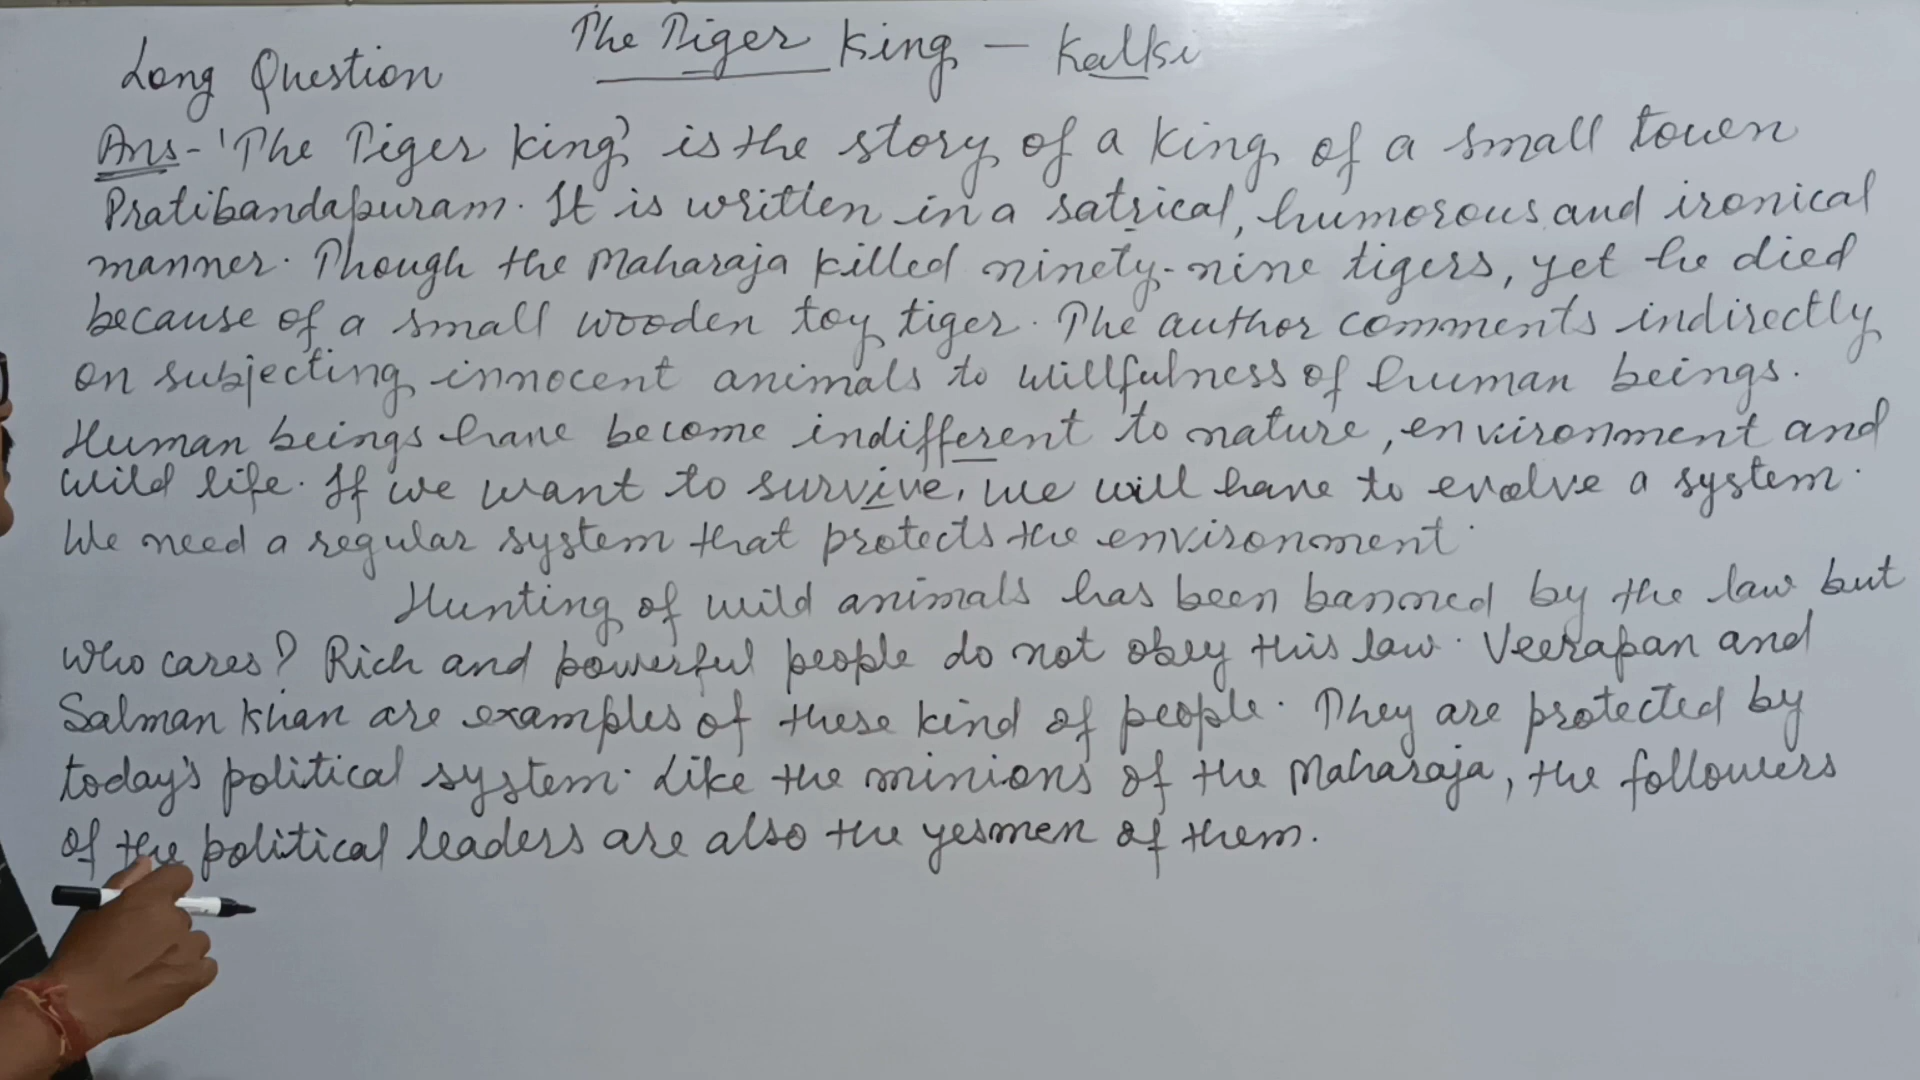 The Tiger King – Kalki
Long Question
Ans- 'The Tiger King' is the story of a king of a small town
Pratibandapuram. It is written in a satrical, humorous and ironical
manner. Though the Maharaja killed ninety-nine tigers, yet he died
because of a small wooden toy tiger. The author comments indirectly
on subjecting innocent animals to willfulness of human beings.
Human beings have become indifferent to nature, environment and
wild life. If we want to survive, we will have to evolve a system.
We need a regular system that protects the environment.
Hunting of wild animals has been banned by the law but
who cares? Rich and powerful people do not obey this law. Veerapan and
Salman Khan are examples of these kind of people. They are protected by
today's political system. Like the minions of the Maharaja, the followers
of the political leaders are also the yesmen of them.